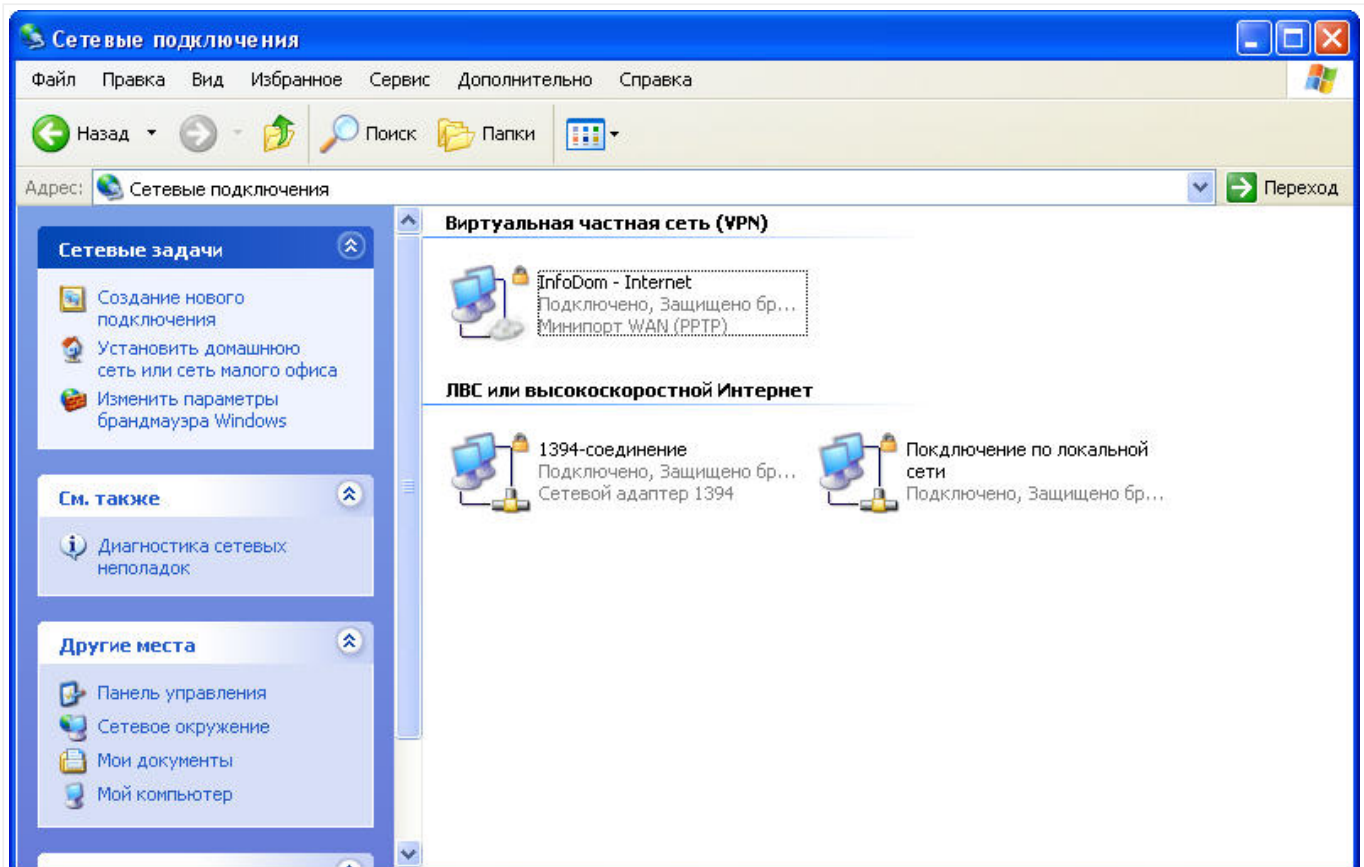 Сетевые подключения
Файл Правка Вид Избранное Сервис Дополнительно Справка
Назад Поиск Папки
Адрес: Сетевые подключения Переход
Сетевые задачи
Создание нового
подключения
Установить домашнюю
сеть или сеть малого офиса
Изменить параметры
брандмауэра Windows
См. также
Диагностика сетевых
неполадок
Другие места
Панель управления
Сетевое окружение
Мои документы
Мой компьютер
Виртуальная частная сеть (VPN)
InfoDom - Internet
Подключено, Защищено бр...
Минипорт WAN (PPTP)
ЛВС или высокоскоростной Интернет
1394-соединение
Подключено, Защищено бр...
Сетевой адаптер 1394
Покдлючение по локальной
сети
Подключено, Защищено бр...